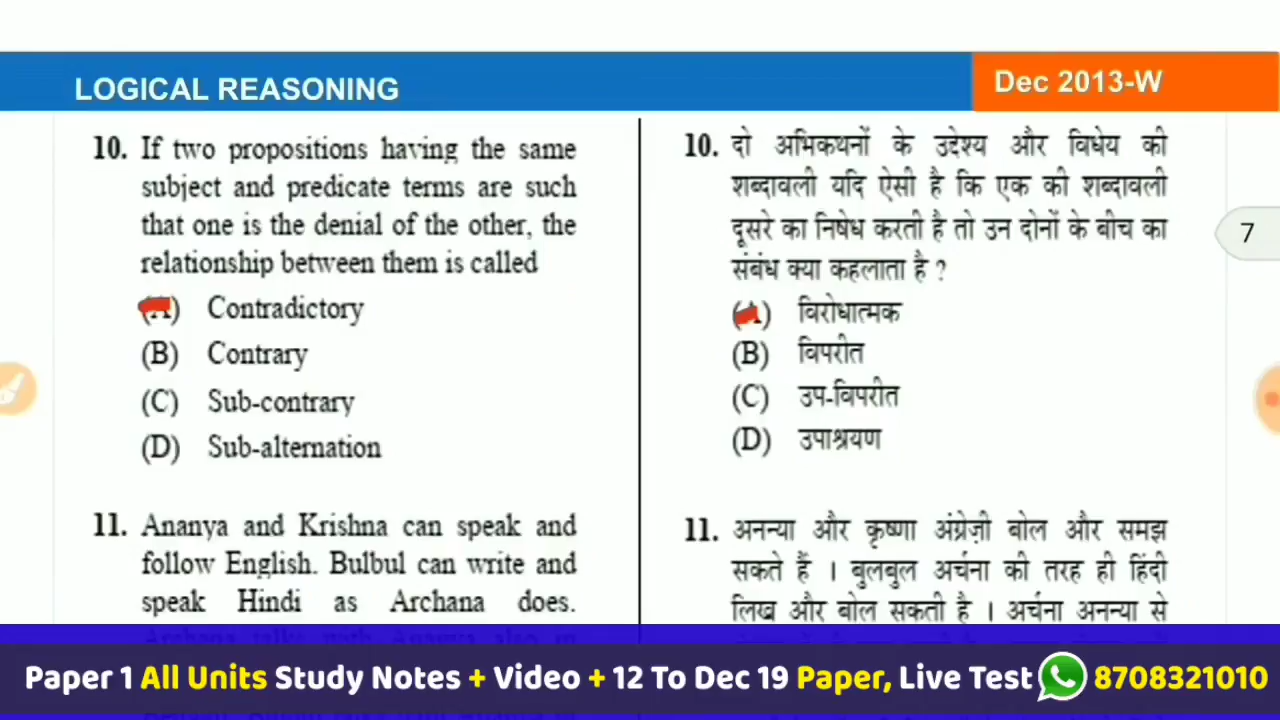 LOGICAL REASONING
Dec 2013-W
10. If two propositions having the same
subject and predicate terms are such
that one is the denial of the other, the
relationship between them is called
(A) Contradictory
(B) Contrary
(C) Sub-contrary
(D) Sub-alternation
11. Ananya and Krishna can speak and
follow English. Bulbul can write and
speak Hindi as Archana does.
10. दो अभिकथनों के उद्देश्य और विधेय की
शब्दावली यदि ऐसी है कि एक की शब्दावली
दूसरे का निषेध करती है तो उन दोनों के बीच का
संबंध क्या कहलाता है ?
(A) विरोधात्मक
(B) विपरीत
(C) उप-विपरीत
(D) उपाश्रयण
11. अनन्या और कृष्णा अंग्रेज़ी बोल और समझ
सकते हैं । बुलबुल अर्चना की तरह ही हिंदी
लिख और बोल सकती है । अर्चना अनन्या से
7
Paper 1 All Units Study Notes + Video + 12 To Dec 19 Paper, Live Test 8708321010